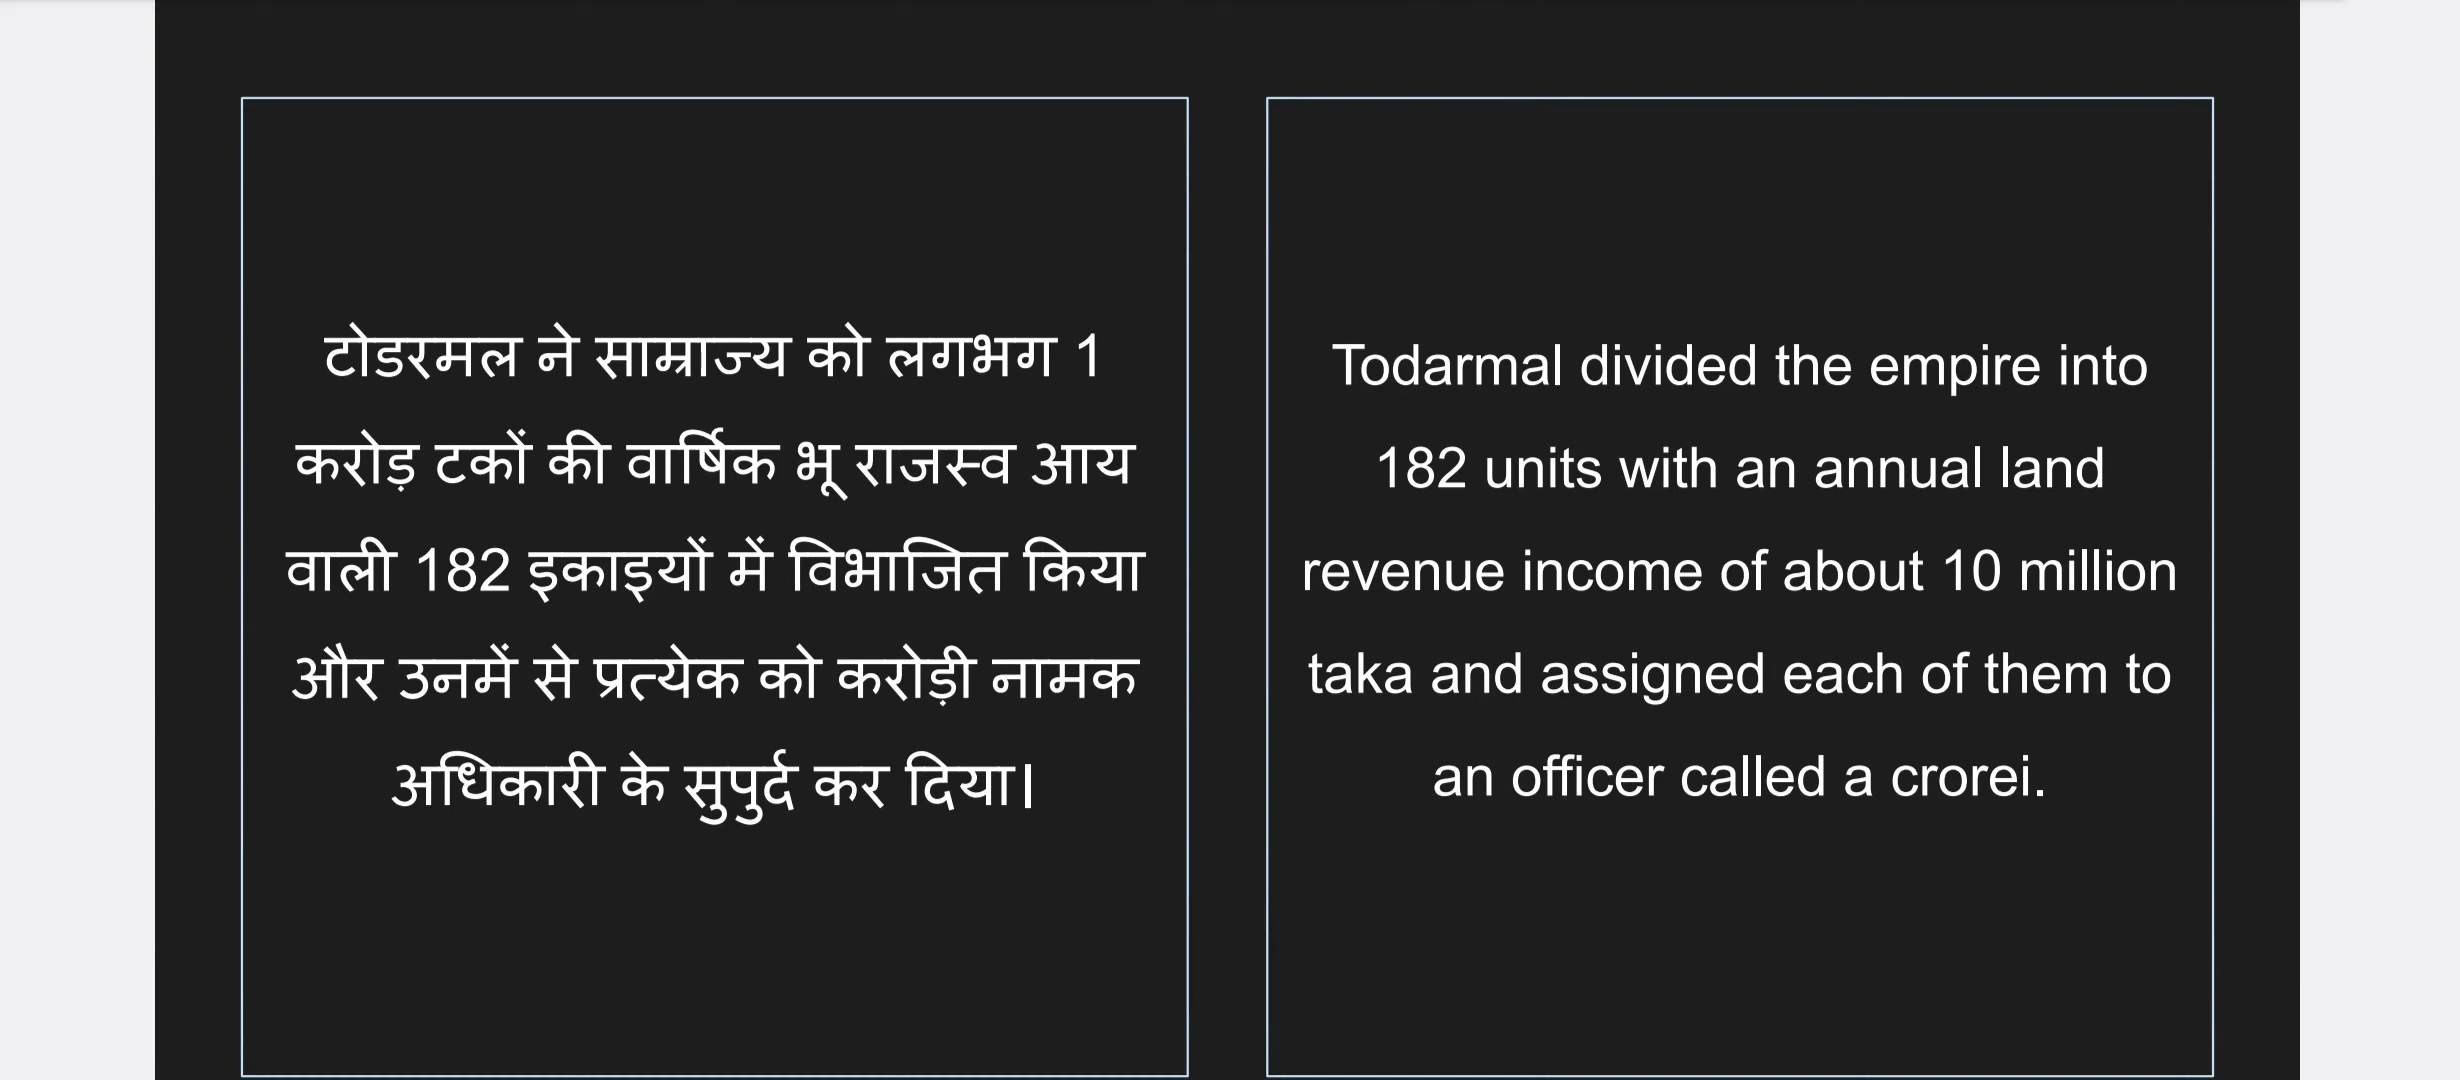 टोडरमल ने साम्राज्य को लगभग 1
करोड़ टकों की वार्षिक भू राजस्व आय
वाली 182 इकाइयों में विभाजित किया
और उनमें से प्रत्येक को करोड़ी नामक
अधिकारी के सुपुर्द कर दिया।
Todarmal divided the empire into
182 units with an annual land
revenue income of about 10 million
taka and assigned each of them to
an officer called a crorei.